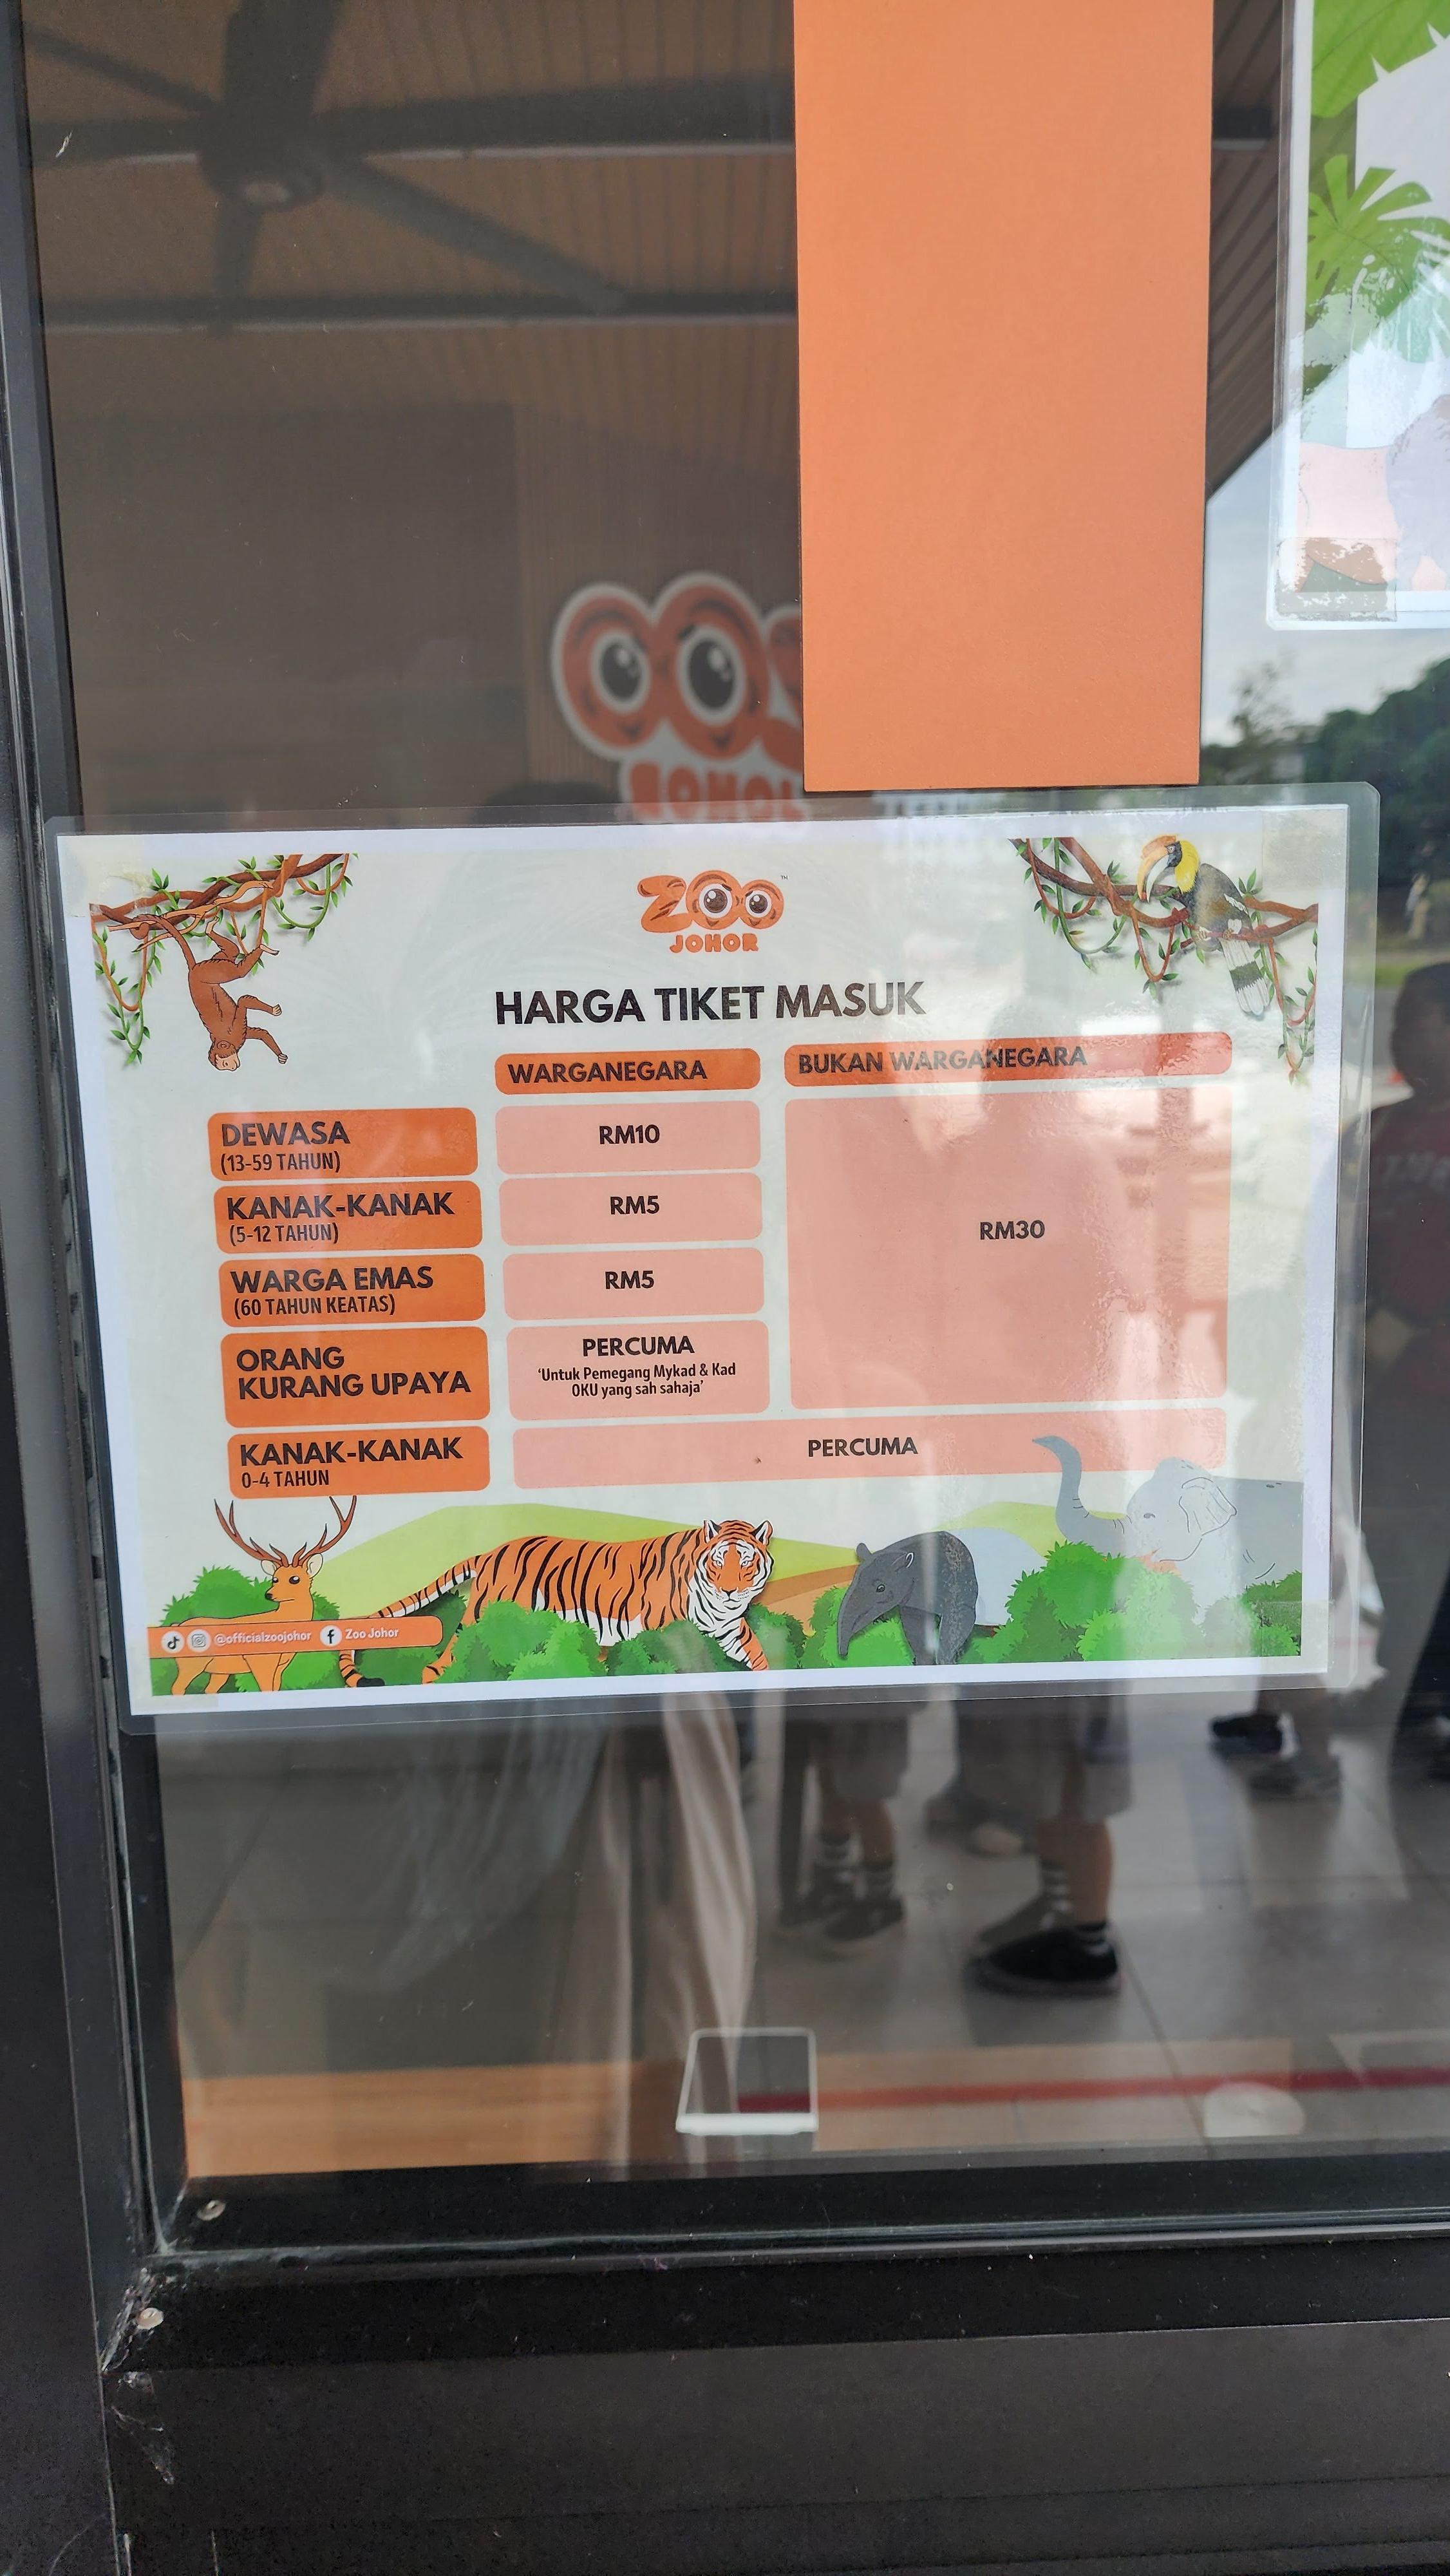 ZOO
JOHOR
ZOO™
JOHOR
HARGA TIKET MASUK
WARGANEGARA
BUKAN WARGANEGARA
DEWASA
(13-59 TAHUN)
RM10
KANAK-KANAK
(5-12 TAHUN)
RM5
RM30
WARGA EMAS
(60 TAHUN KEATAS)
RM5
ORANG
KURANG UPAYA
PERCUMA
'Untuk Pemegang Mykad & Kad
OKU yang sah sahaja'
KANAK-KANAK
0-4 TAHUN
PERCUMA
@officialzoojohor Zoo Johor